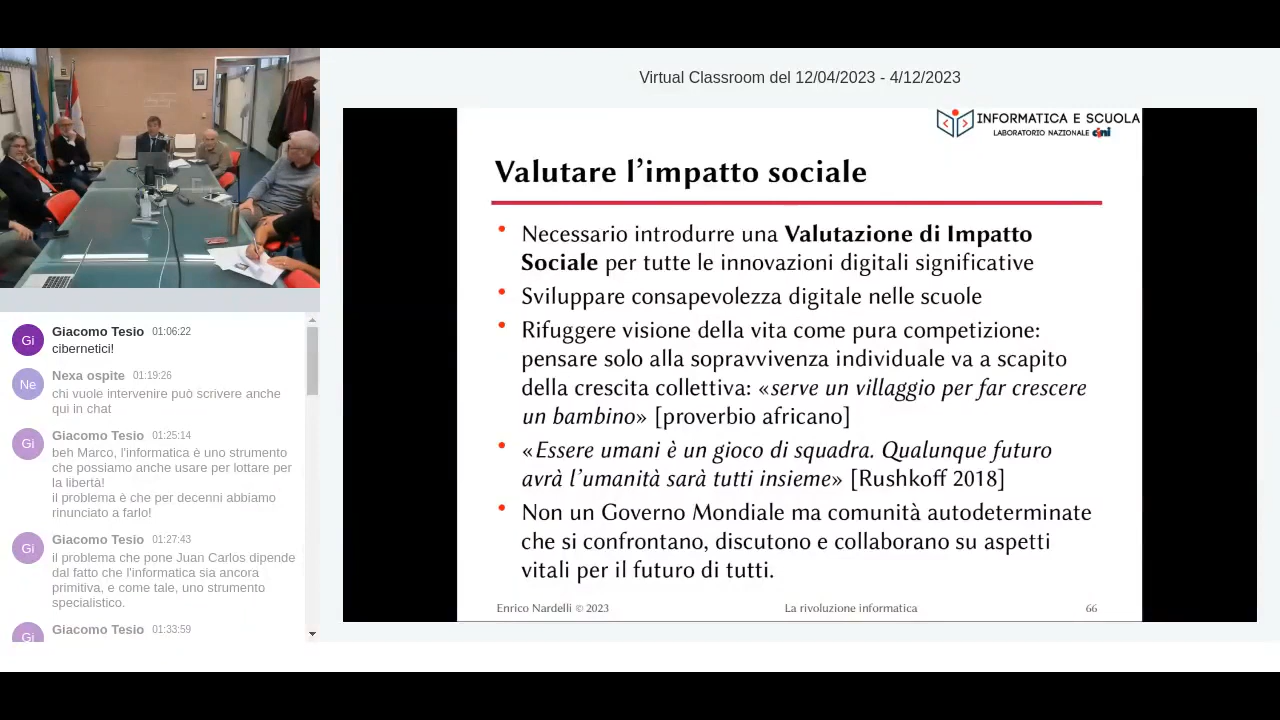 Virtual Classroom del 12/04/2023 - 4/12/2023
INFORMATICA E SCUOLA
LABORATORIO NAZIONALE cini
Valutare l’impatto sociale
• Necessario introdurre una Valutazione di Impatto
Sociale per tutte le innovazioni digitali significative
• Sviluppare consapevolezza digitale nelle scuole
• Rifuggere visione della vita come pura competizione:
pensare solo alla sopravvivenza individuale va a scapito
della crescita collettiva: «serve un villaggio per far crescere
un bambino» [proverbio africano]
• «Essere umani è un gioco di squadra. Qualunque futuro
avrà l’umanità sarà tutti insieme» [Rushkoff 2018]
• Non un Governo Mondiale ma comunità autodeterminate
che si confrontano, discutono e collaborano su aspetti
vitali per il futuro di tutti.
Enrico Nardelli © 2023 La rivoluzione informatica 66
Gi
Giacomo Tesio 01:06:22
cibernetici!
Ne
Nexa ospite 01:19:26
chi vuole intervenire può scrivere anche
qui in chat
Gi
Giacomo Tesio 01:25:14
beh Marco, l'informatica è uno strumento
che possiamo anche usare per lottare per
la libertà!
il problema è che per decenni abbiamo
rinunciato a farlo!
Gi
Giacomo Tesio 01:27:43
il problema che pone Juan Carlos dipende
dal fatto che l'informatica sia ancora
primitiva, e come tale, uno strumento
specialistico.
Gi
Giacomo Tesio 01:33:59